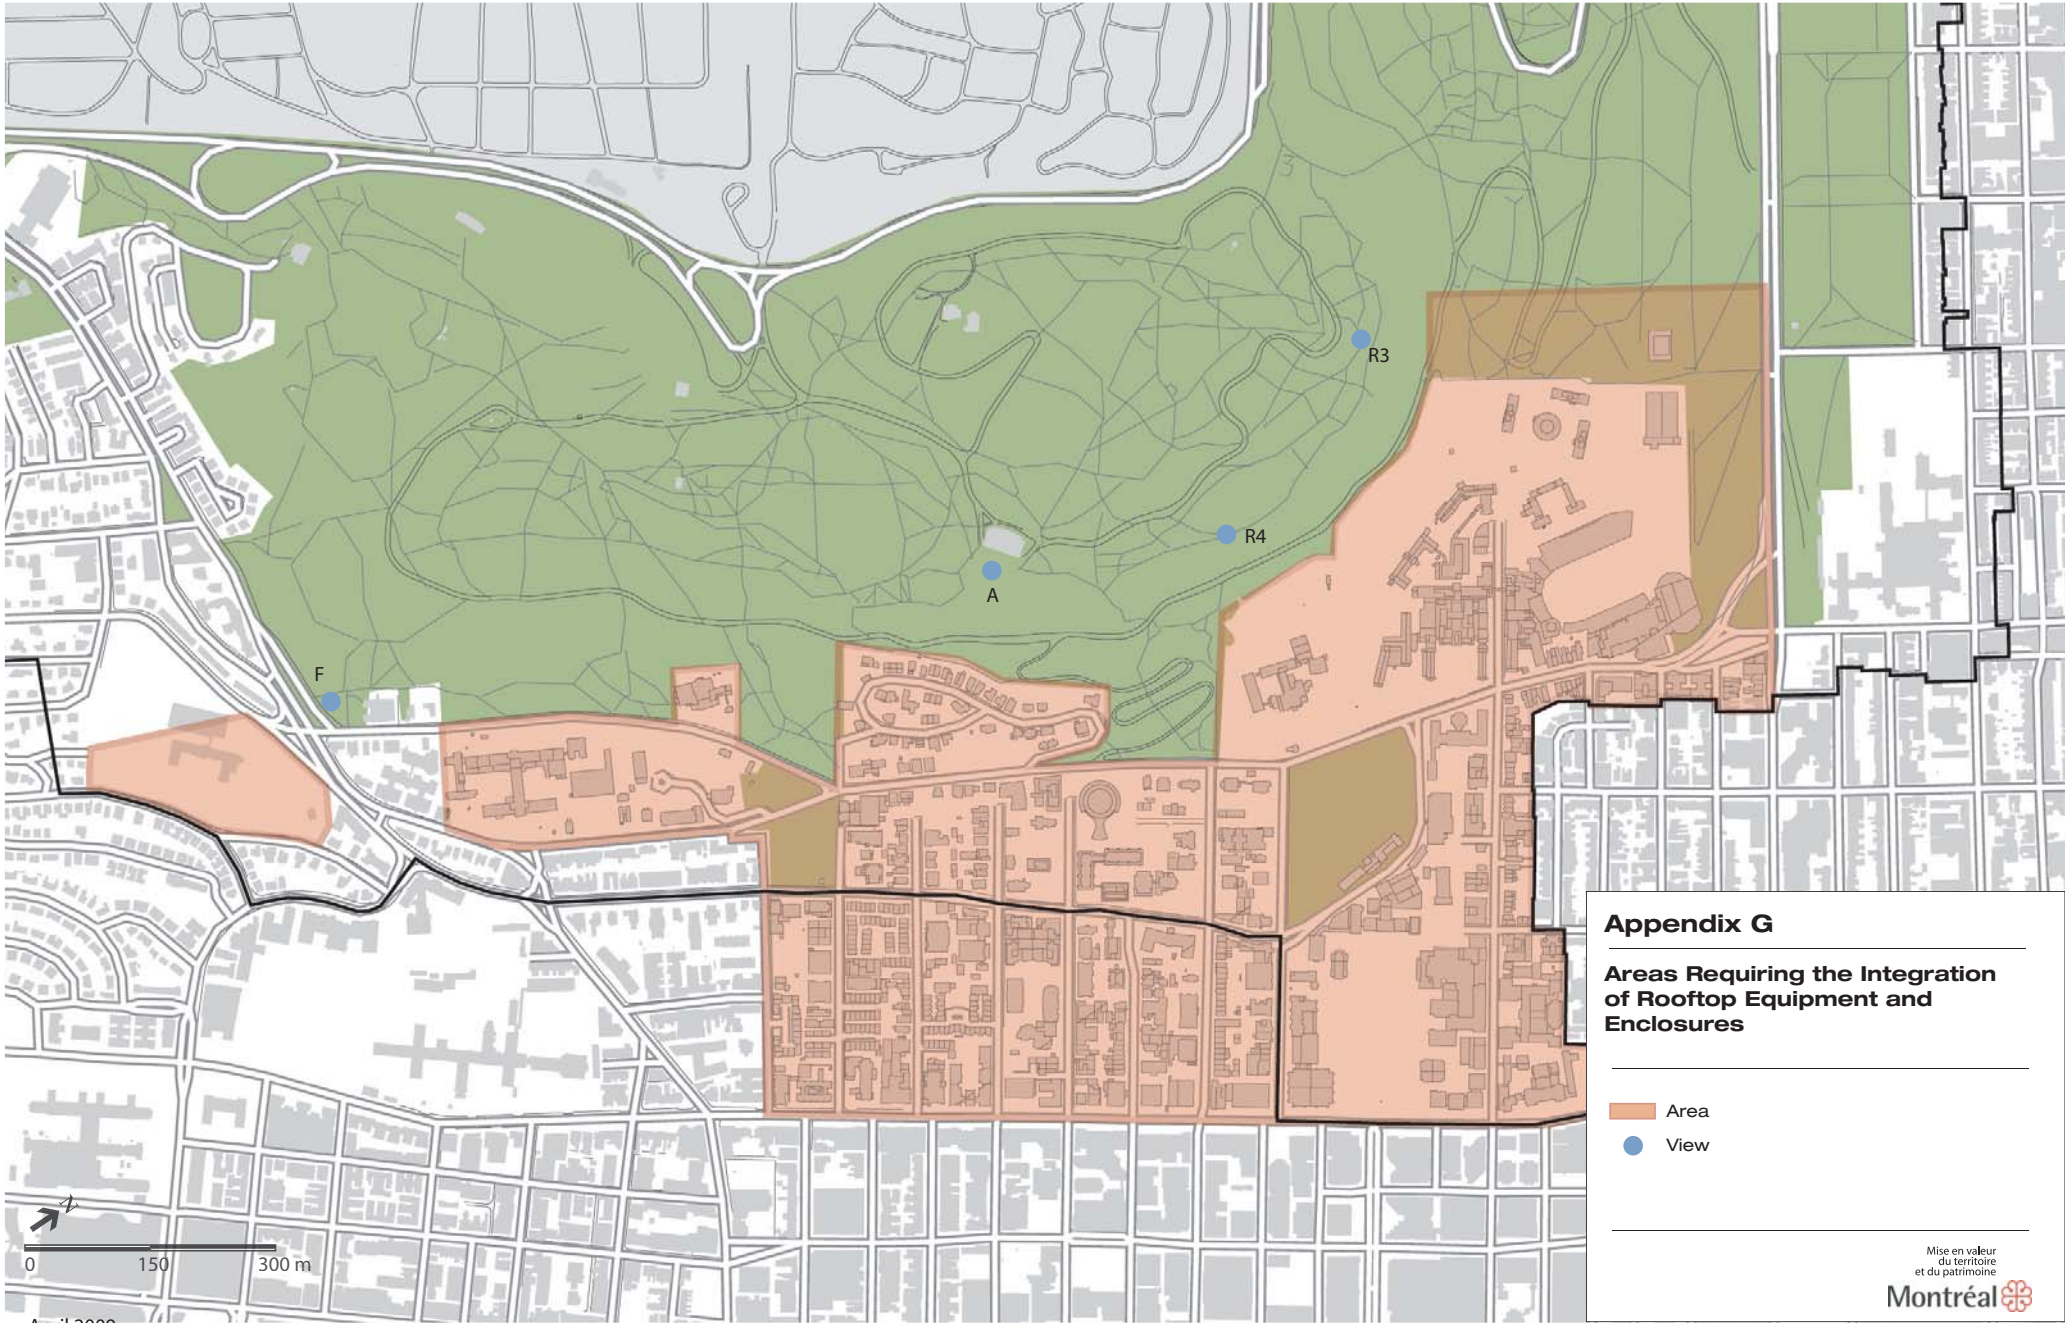 R3
R4
A
F
Appendix G
Areas Requiring the Integration
of Rooftop Equipment and
Enclosures
Area
View
N
0 150 300 m
Mise en valeur
du territoire
et du patrimoine
Montréal